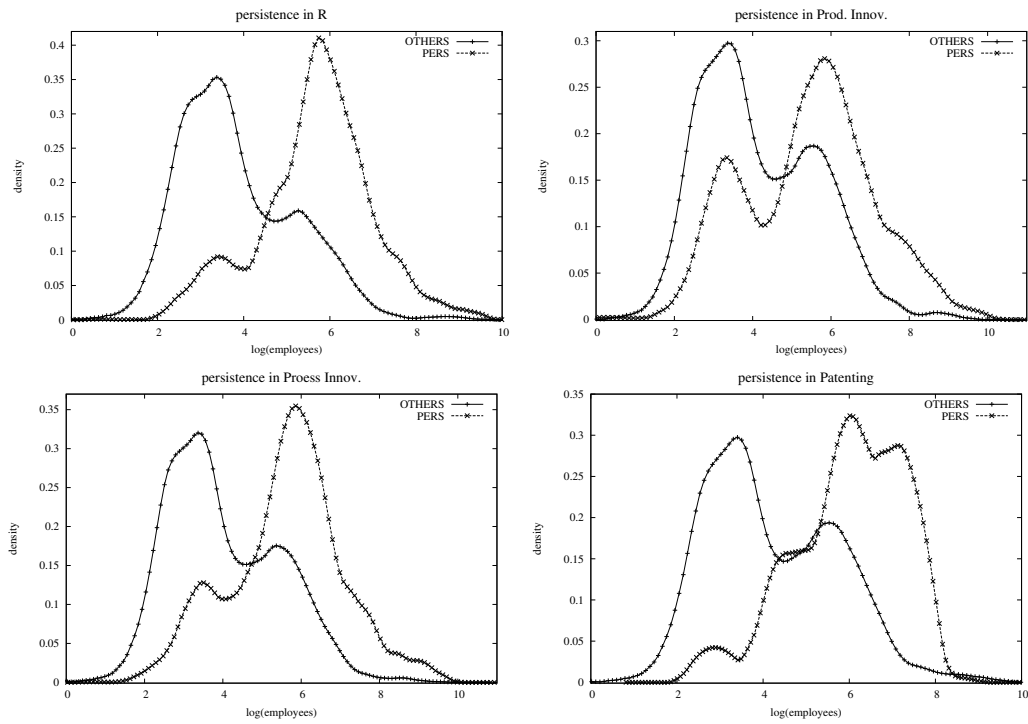 persistence in R
OTHERS
PERS
density
0
0.05
0.1
0.15
0.2
0.25
0.3
0.35
0.4
0 2 4 6 8 10
log(employees)
persistence in Prod. Innov.
OTHERS
PERS
density
0
0.05
0.1
0.15
0.2
0.25
0.3
0 2 4 6 8 10
log(employees)
persistence in Proess Innov.
OTHERS
PERS
density
0
0.05
0.1
0.15
0.2
0.25
0.3
0.35
0 2 4 6 8 10
log(employees)
persistence in Patenting
OTHERS
PERS
density
0
0.05
0.1
0.15
0.2
0.25
0.3
0.35
0 2 4 6 8 10
log(employees)